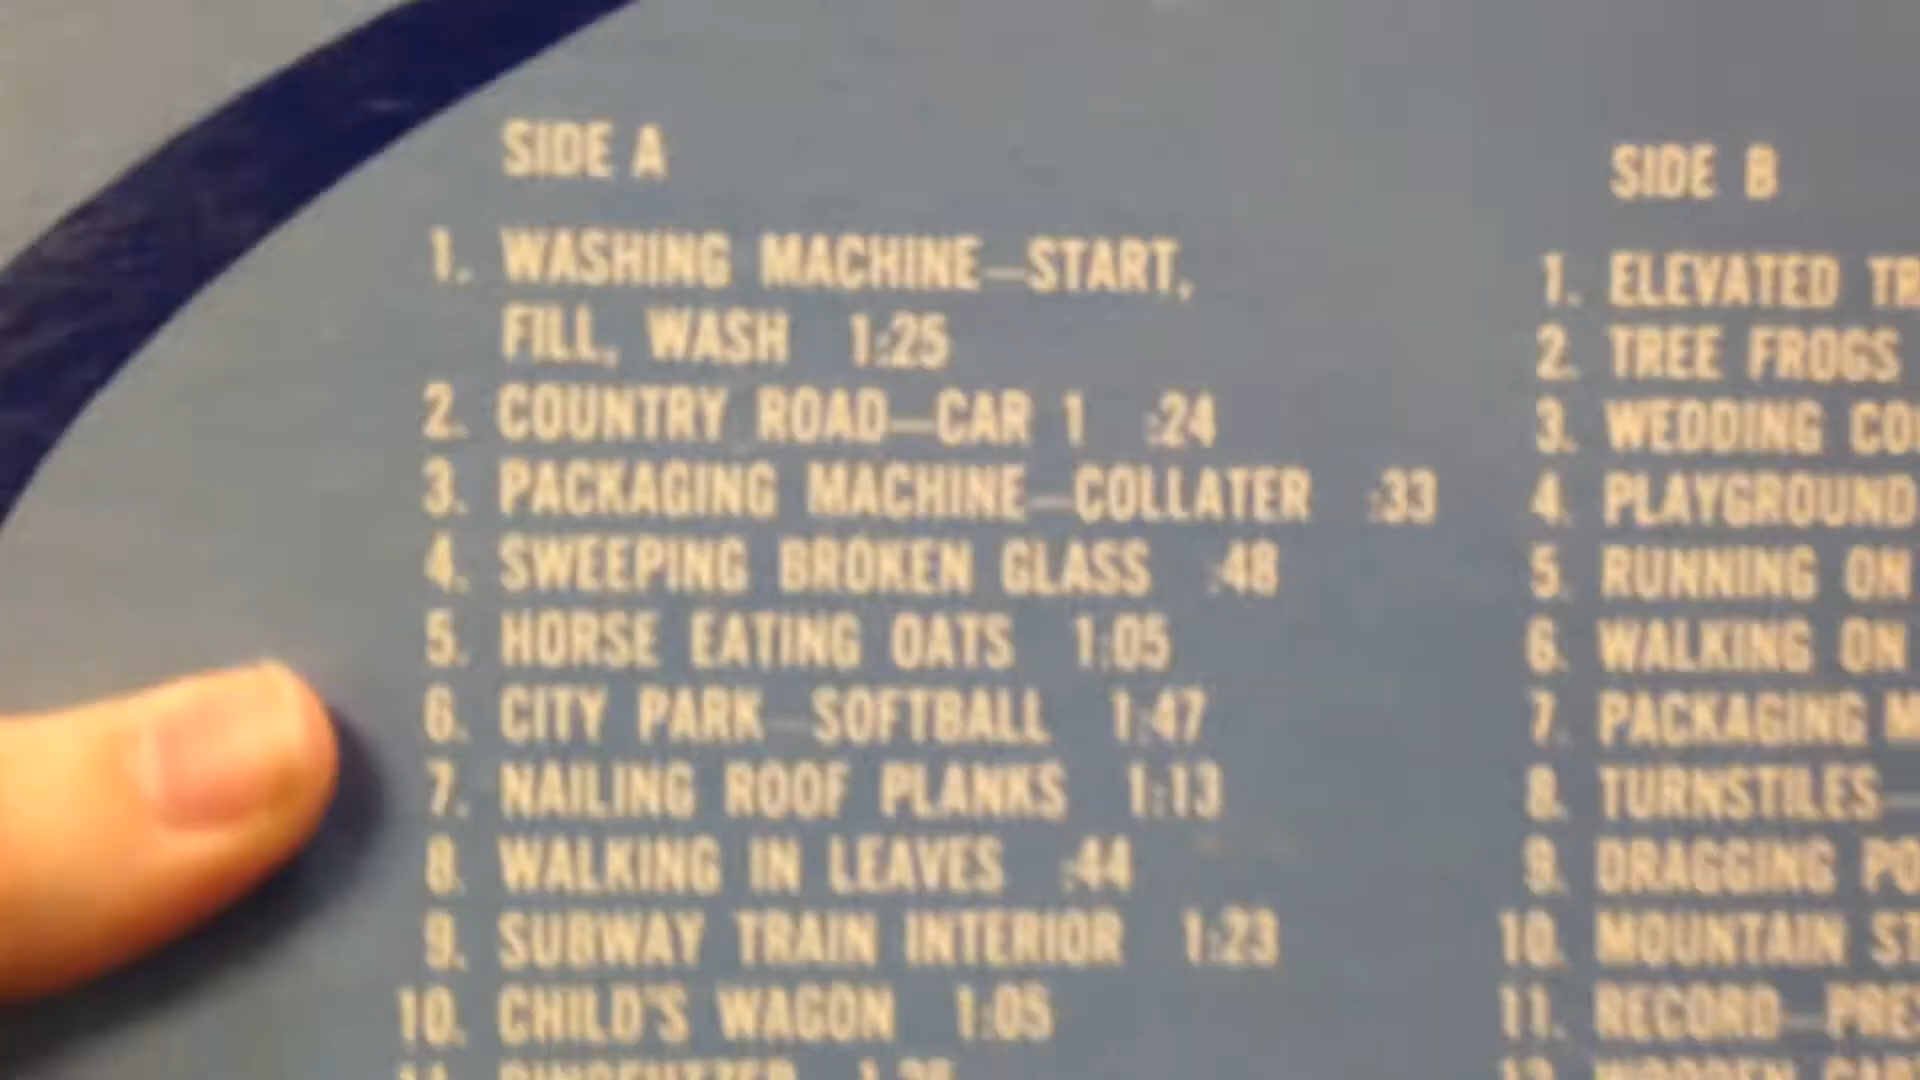 SIDE A
1. WASHING MACHINE—START,
FILL, WASH 1:25
2. COUNTRY ROAD—CAR 1 :24
3. PACKAGING MACHINE—COLLATER :33
4. SWEEPING BROKEN GLASS :48
5. HORSE EATING OATS 1:05
6. CITY PARK—SOFTBALL 1:47
7. NAILING ROOF PLANKS 1:13
8. WALKING IN LEAVES :44
9. SUBWAY TRAIN INTERIOR 1:23
10. CHILD'S WAGON 1:05
11.
SIDE B
1. ELEVATED
2. TREE FROGS
3. WEDDING
4. PLAYGROUND
5. RUNNING ON
6. WALKING ON
7. PACKAGING
8. TURNSTILES—
9. DRAGGING
10. MOUNTAIN
11. RECORD—
12. WOODEN